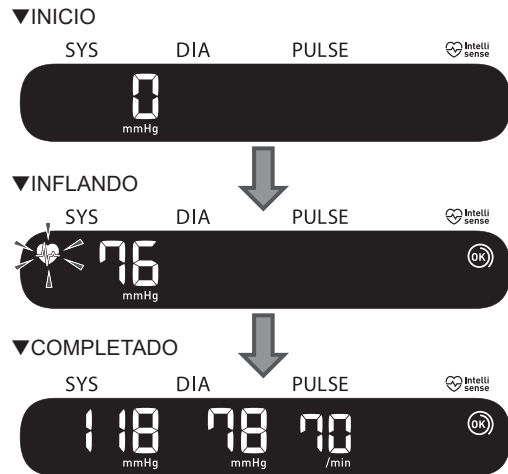 ▼INICIO
SYS DIA PULSE Intelli sense
0
mmHg
▼INFLANDO
SYS DIA PULSE Intelli sense
76 OK
mmHg
▼COMPLETADO
SYS DIA PULSE Intelli sense
118 78 70 OK
mmHg mmHg /min